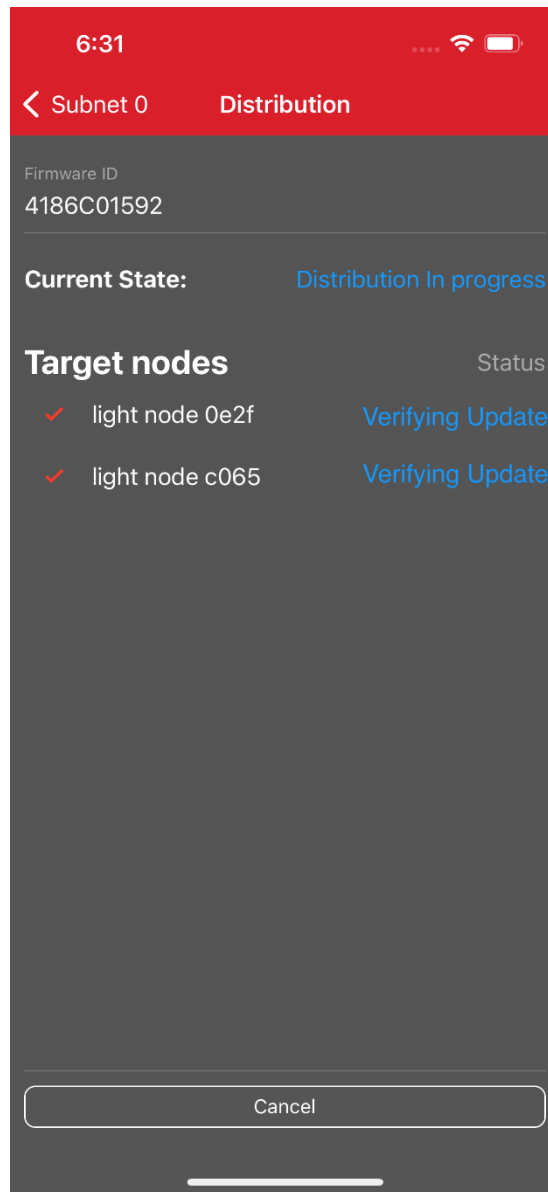 6:31
Subnet 0 Distribution
Firmware ID
4186C01592
Current State: Distribution In progress
Target nodes Status
light node 0e2f Verifying Update
light node c065 Verifying Update
Cancel